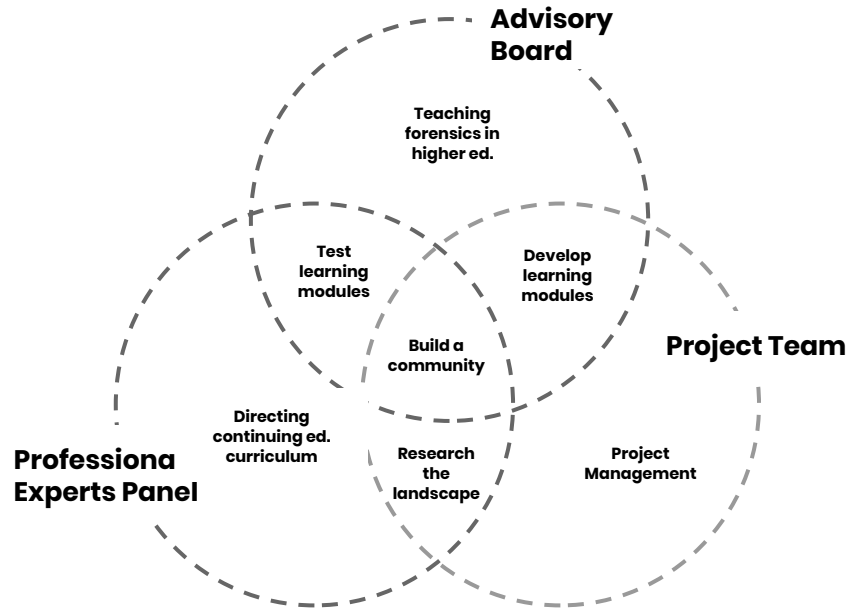 Advisory
Board
Teaching
forensics in
higher ed.
Test
learning
modules
Develop
learning
modules
Build a
community
Project Team
Directing
continuing ed.
curriculum
Professiona
Experts Panel
Research
the
landscape
Project
Management